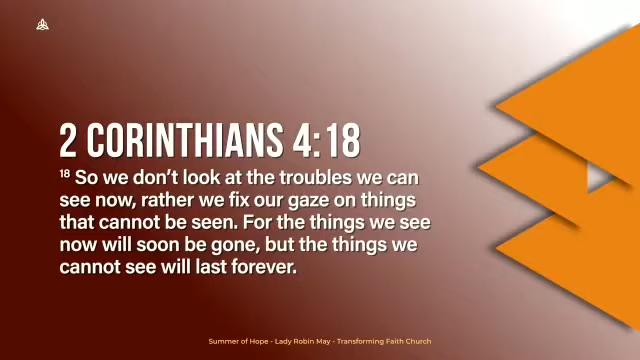 2 CORINTHIANS 4:18
18 So we don't look at the troubles we can
see now, rather we fix our gaze on things
that cannot be seen. For the things we see
now will soon be gone, but the things we
cannot see will last forever.
Summer of Hope - Lady Robin May - Transforming Faith Church